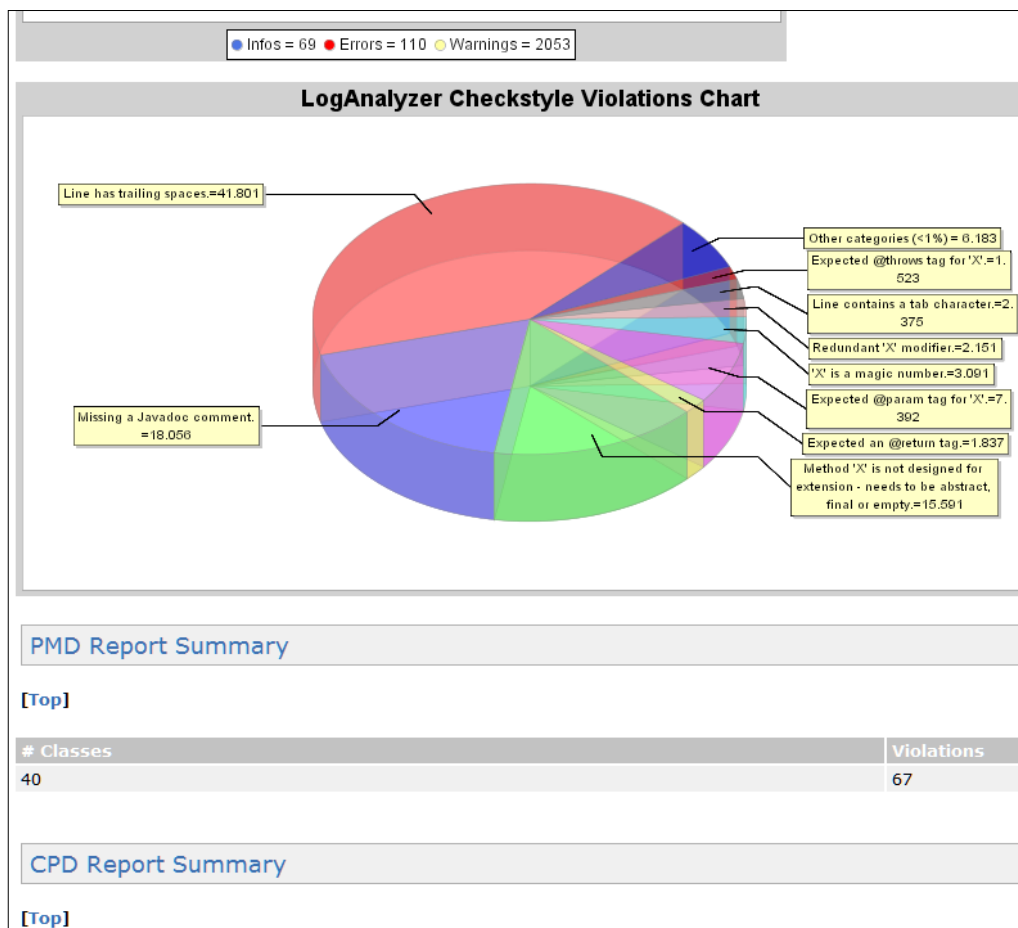 Infos = 69 Errors = 110 Warnings = 2053
LogAnalyzer Checkstyle Violations Chart
Line has trailing spaces.=41.801
Other categories (<1%) = 6.183
Expected @throws tag for 'X'.=1.
523
Line contains a tab character.=2.
375
Redundant 'X' modifier.=2.151
'X' is a magic number.=3.091
Expected @param tag for 'X'.=7.
392
Missing a Javadoc comment.
=18.056
Expected an @return tag.=1.837
Method 'X' is not designed for
extension - needs to be abstract,
final or empty.=15.591
PMD Report Summary
[Top]
# Classes Violations
40 67
CPD Report Summary
[Top]